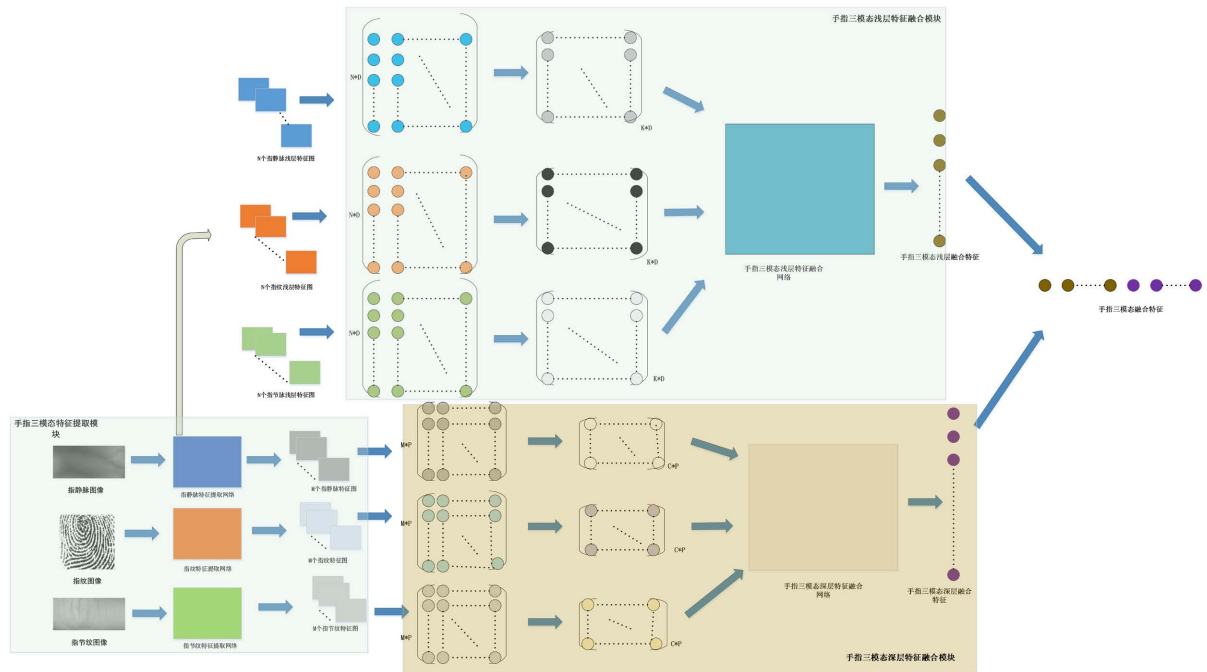 手指三模态浅层特征融合模块
N*D
K*D
N个指静脉浅层特征图
N*D
K*D
N个指纹浅层特征图
手指三模态浅层特征融合
网络
手指三模态浅层融合特征
手指三模态融合特征
N*D
K*D
N个指节脉浅层特征图
手指三模态特征提取模
块
指静脉图像
指静脉特征提取网络
M个指静脉特征图
M*P
C*P
指纹图像
指纹特征提取网络
M个指纹特征图
M*P
C*P
手指三模态深层特征融合
网络
手指三模态深层融合
特征
指节纹图像
指节纹特征提取网络
M个指节纹特征图
M*P
C*P
手指三模态深层特征融合模块